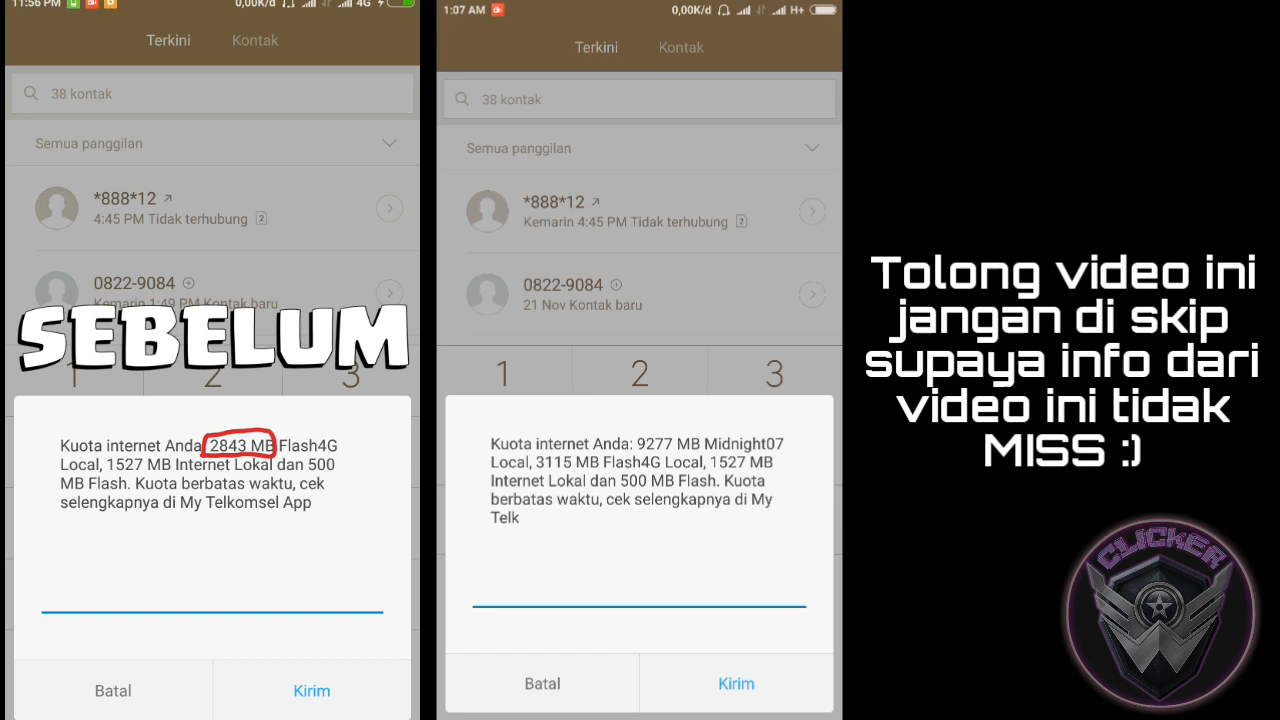 11:56 PM
0,00K/d
4G
Terkini
Kontak
38 kontak
Semua panggilan
*888*12
4:45 PM Tidak terhubung 2
0822-9084
Kemarin 1:49 PM Kontak baru
SEBELUM
1 2 3
Kuota internet Anda: 2843 MB Flash4G
Local, 1527 MB Internet Lokal dan 500
MB Flash. Kuota berbatas waktu, cek
selengkapnya di My Telkomsel App
Batal
Kirim
1:07 AM
0,00K/d
H+
Terkini
Kontak
38 kontak
Semua panggilan
*888*12
Kemarin 4:45 PM Tidak terhubung 2
0822-9084
21 Nov Kontak baru
1 2 3
Kuota internet Anda: 9277 MB Midnight07
Local, 3115 MB Flash4G Local, 1527 MB
Internet Lokal dan 500 MB Flash. Kuota
berbatas waktu, cek selengkapnya di My
Telk
Batal
Kirim
Tolong video ini
jangan di skip
supaya info dari
video ini tidak
MISS :)
CLICKER